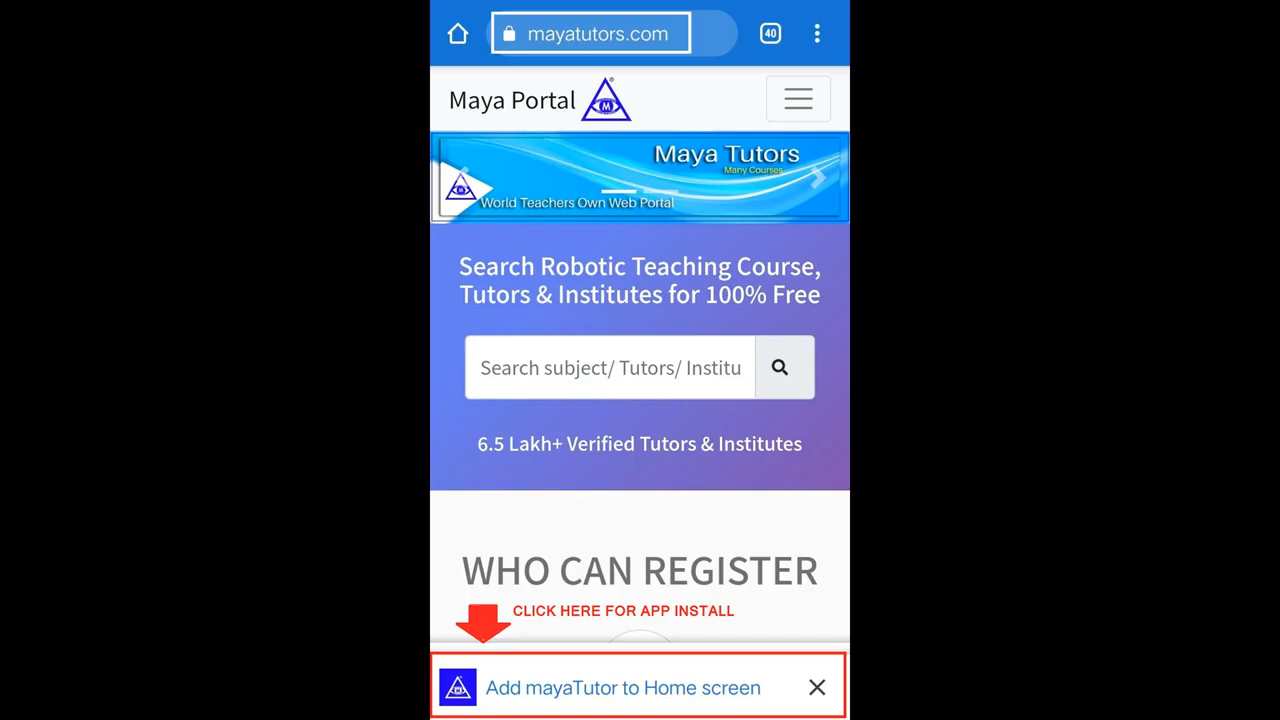 mayatutors.com
40
Maya Portal
M
Maya Tutors
Many Courses
World Teachers Own Web Portal
Search Robotic Teaching Course,
Tutors & Institutes for 100% Free
Search subject/ Tutors/ Institu
6.5 Lakh+ Verified Tutors & Institutes
WHO CAN REGISTER
CLICK HERE FOR APP INSTALL
Add mayaTutor to Home screen